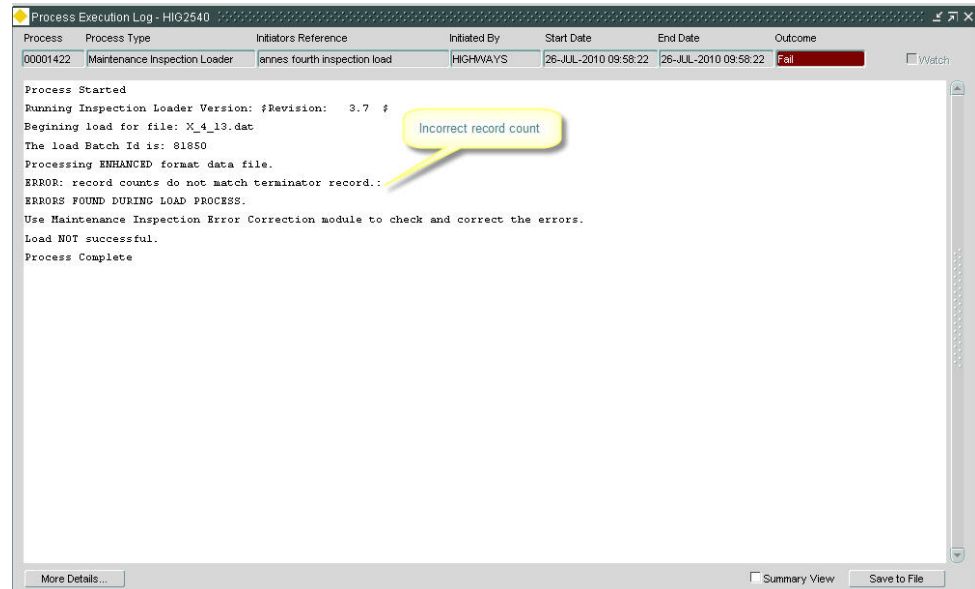 Process Execution Log - HIG2540
Process Process Type Initiators Reference Initiated By Start Date End Date Outcome
00001422 Maintenance Inspection Loader annes fourth inspection load HIGHWAYS 26-JUL-2010 09:58:22 26-JUL-2010 09:58:22 Fail Watch
Process Started
Running Inspection Loader Version: $Revision: 3.7 $
Begining load for file: X_4_13.dat
Incorrect record count
The load Batch Id is: 81850
Processing ENHANCED format data file.
ERROR: record counts do not match terminator record.:
ERRORS FOUND DURING LOAD PROCESS.
Use Maintenance Inspection Error Correction module to check and correct the errors.
Load NOT successful.
Process Complete
More Details... Summary View Save to File